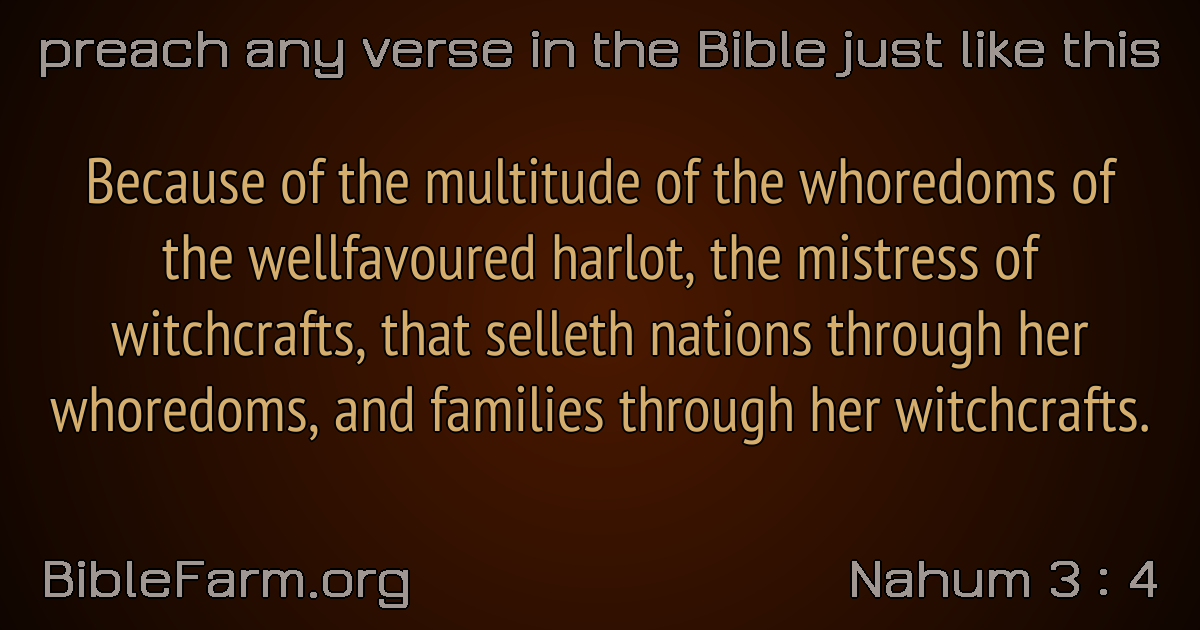 preach any verse in the Bible just like this
Because of the multitude of the whoredoms of
the wellfavoured harlot, the mistress of
witchcrafts, that selleth nations through her
whoredoms, and families through her witchcrafts.
BibleFarm.org
Nahum 3 : 4